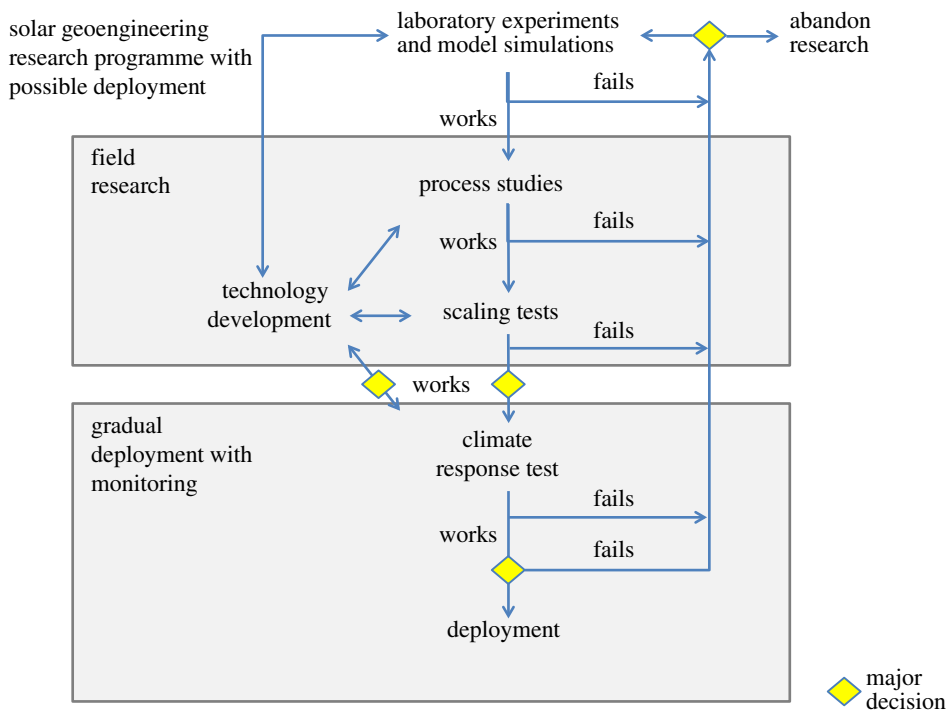 solar geoengineering
research programme with
possible deployment
laboratory experiments
and model simulations
abandon
research
fails
works
field
research
process studies
fails
works
technology
development
scaling tests
fails
works
gradual
deployment with
monitoring
climate
response test
fails
works
fails
deployment
major
decision